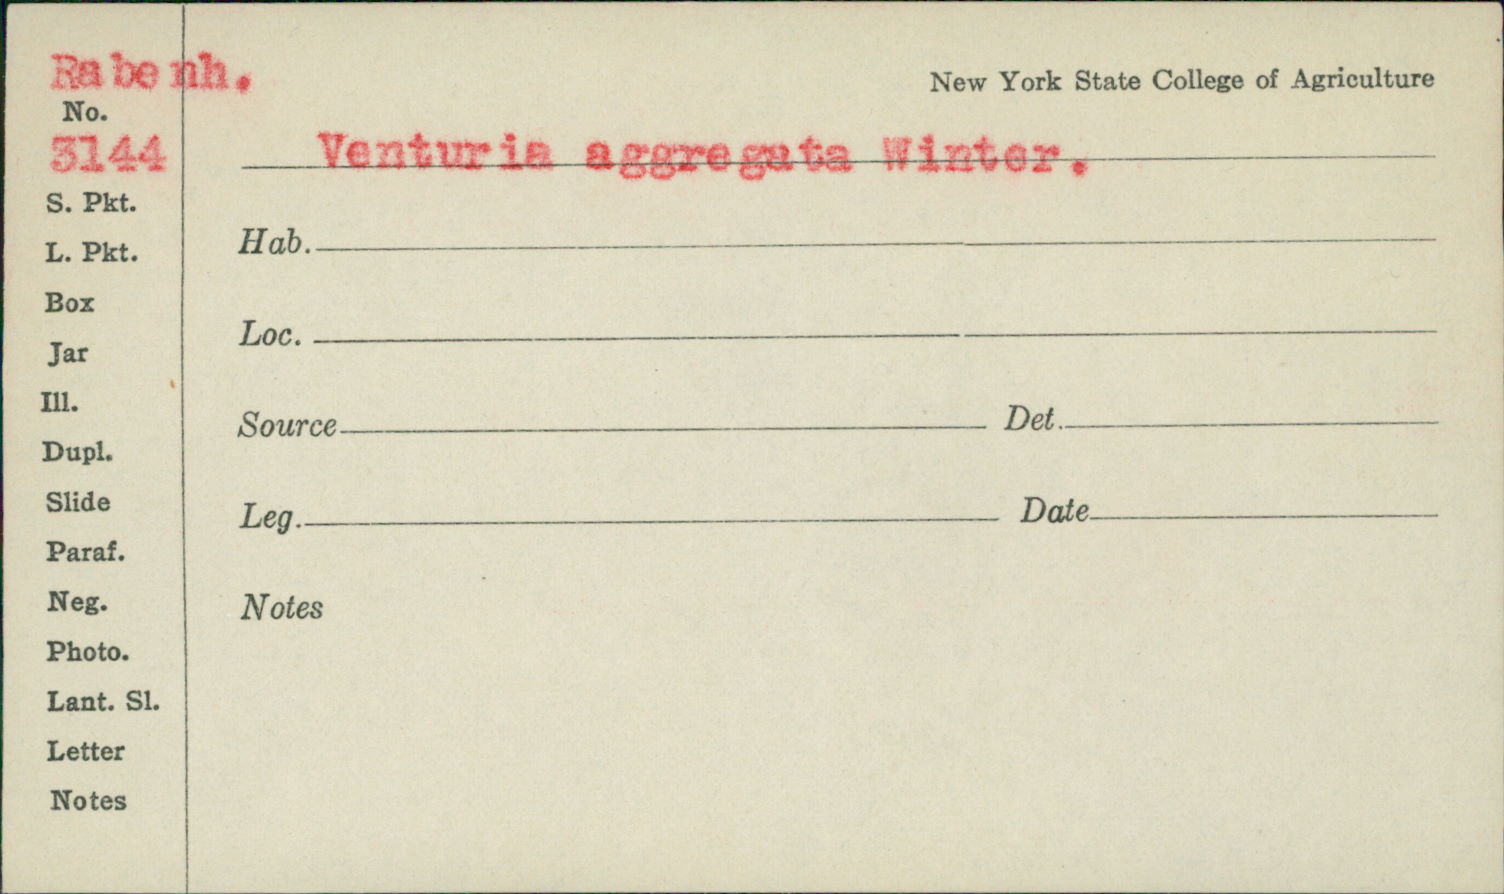 Rabenh.
New York State College of Agriculture
No.
3144
Venturia aggregata Winter.
S. Pkt.
L. Pkt.
Box
Jar
Ill.
Dupl.
Slide
Paraf.
Neg.
Photo.
Lant. Sl.
Letter
Notes
Hab.
Loc.
Source Det.
Leg. Date
Notes